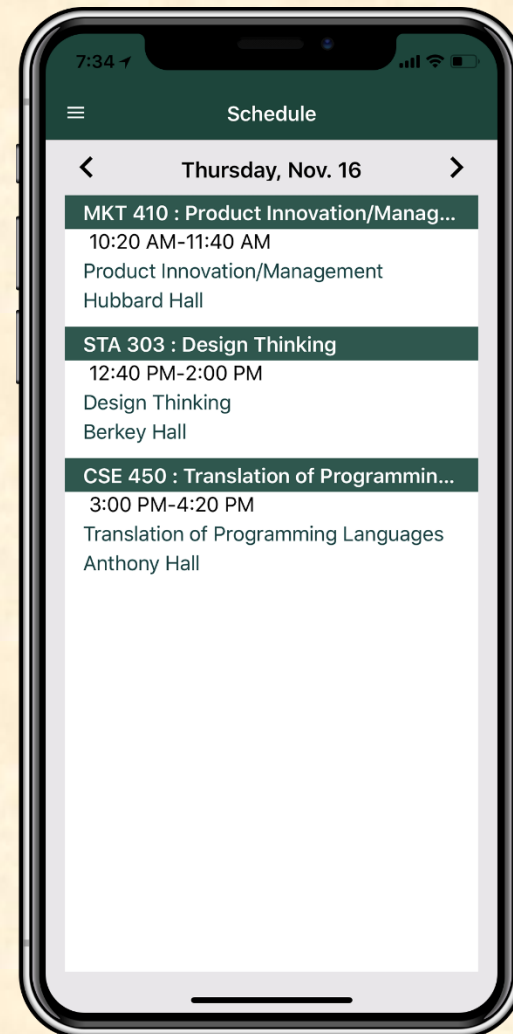 7:34
Schedule
Thursday, Nov. 16
MKT 410 : Product Innovation/Manag...
10:20 AM-11:40 AM
Product Innovation/Management
Hubbard Hall
STA 303 : Design Thinking
12:40 PM-2:00 PM
Design Thinking
Berkey Hall
CSE 450 : Translation of Programmin...
3:00 PM-4:20 PM
Translation of Programming Languages
Anthony Hall